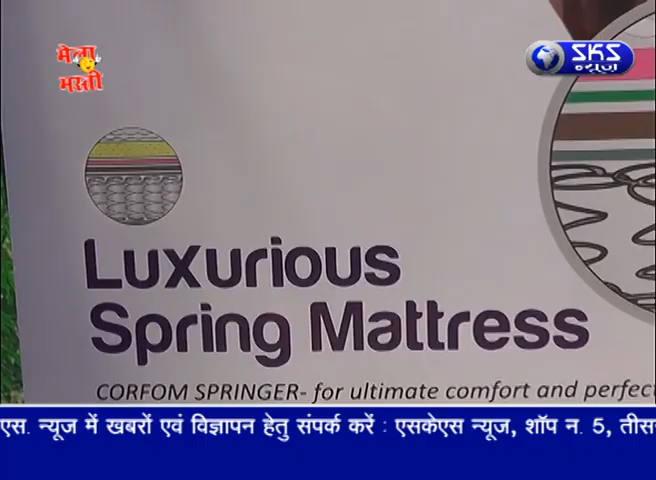 मेला
मस्ती
SKS
न्यूज़
Luxurious
Spring Mattress
CORFOM SPRINGER- for ultimate comfort and perfect
एस. न्यूज में खबरों एवं विज्ञापन हेतु संपर्क करें : एसकेएस न्यूज, शॉप न. 5, तीस